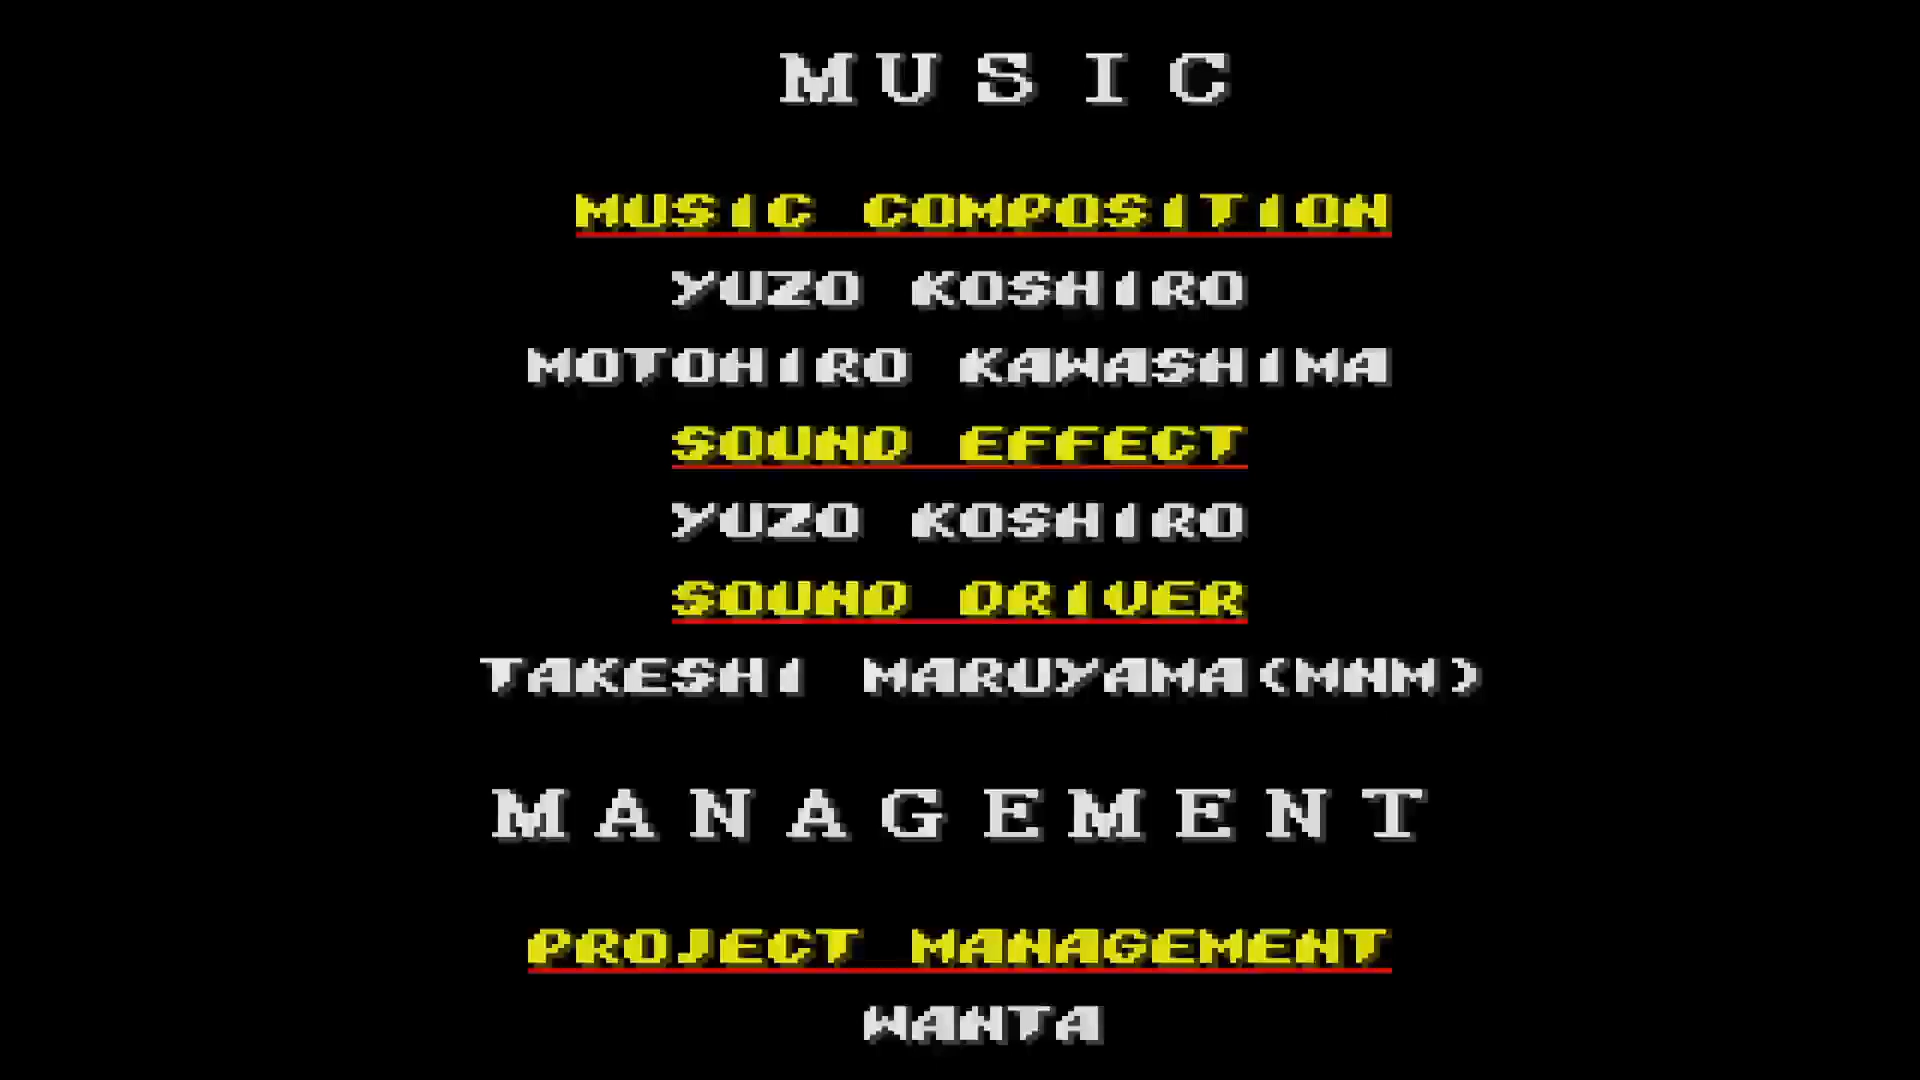 MUSIC
MUSIC COMPOSITION
YUZO KOSHIRO
MOTOHIRO KAWASHIMA
SOUND EFFECT
YUZO KOSHIRO
SOUND DRIVER
TAKESHI MARUYAMA(MNM)
MANAGEMENT
PROJECT MANAGEMENT
WANTA